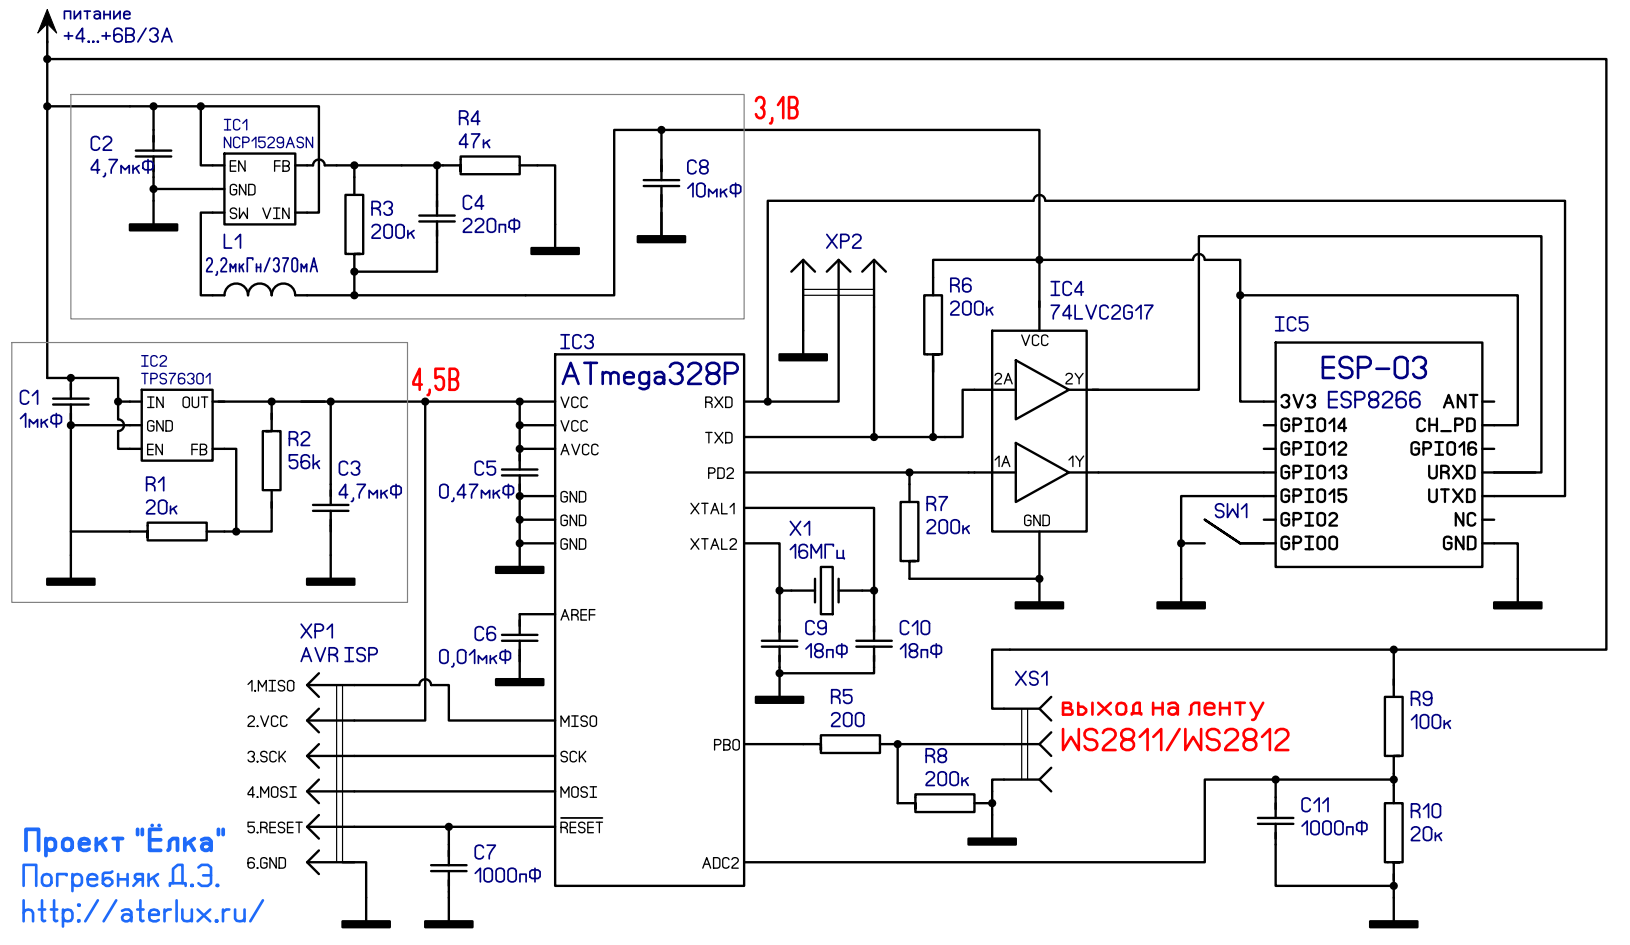 питание
+4...+6В/3А
3,1В
IC1
NCP1529ASN
EN
FB
GND
SW
VIN
C2
4,7мкФ
R4
47к
R3
200к
C4
220пФ
L1
2,2мкГн/370мА
C8
10мкФ
XP2
R6
200к
IC4
74LVC2G17
VCC
2A
2Y
1A
1Y
GND
IC5
ESP-03
ESP8266
3V3
GPIO14
GPIO12
GPIO13
GPIO15
GPIO2
GPIO0
ANT
CH_PD
GPIO16
URXD
UTXD
NC
GND
SW1
IC2
TPS76301
IN
OUT
GND
EN
FB
C1
1мкФ
R1
20к
R2
56k
C3
4,7мкФ
4,5В
IC3
ATmega328P
VCC
VCC
AVCC
GND
GND
GND
AREF
MISO
SCK
MOSI
RESET
RXD
TXD
PD2
XTAL1
XTAL2
PB0
ADC2
C5
0,47мкФ
C6
0,01мкФ
R7
200к
X1
16МГц
C9
18пФ
C10
18пФ
XP1
AVR ISP
1.MISO
2.VCC
3.SCK
4.MOSI
5.RESET
6.GND
C7
1000пФ
R5
200
R8
200к
XS1
выход на ленту
WS2811/WS2812
R9
100к
C11
1000пФ
R10
20к
Проект "Ёлка"
Погребняк Д.Э.
http://aterlux.ru/